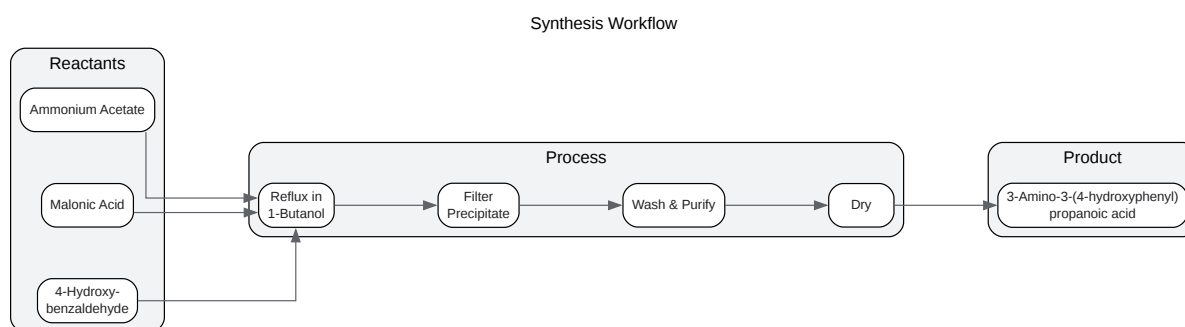 Synthesis Workflow
Reactants
Ammonium Acetate
Malonic Acid
4-Hydroxy-
benzaldehyde
Process
Reflux in
1-Butanol
Filter
Precipitate
Wash & Purify
Dry
Product
3-Amino-3-(4-hydroxyphenyl)
propanoic acid